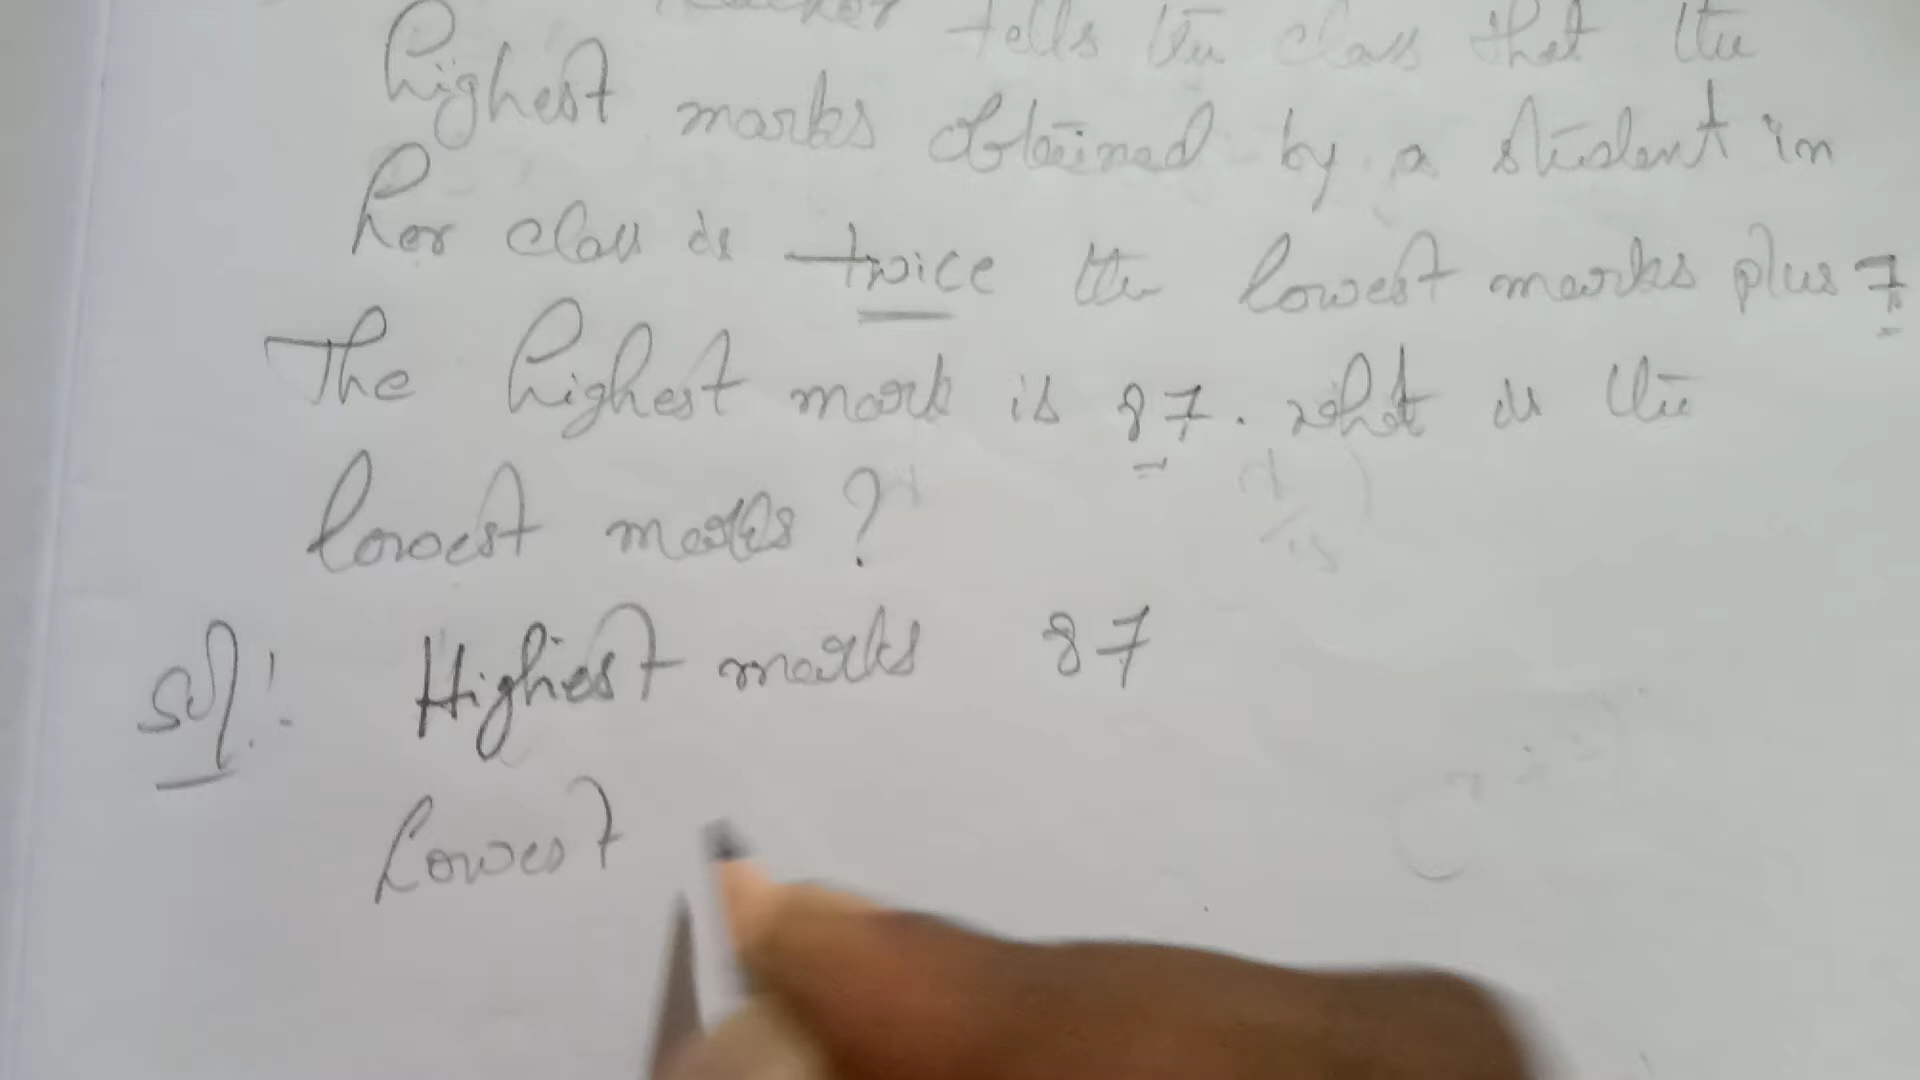 tells the class that the
highest marks obtained by a student in
her class is twice the lowest marks plus 7
The highest mark is 87. what is the
lowest marks?
Sol: Highest marks 87
Lowest